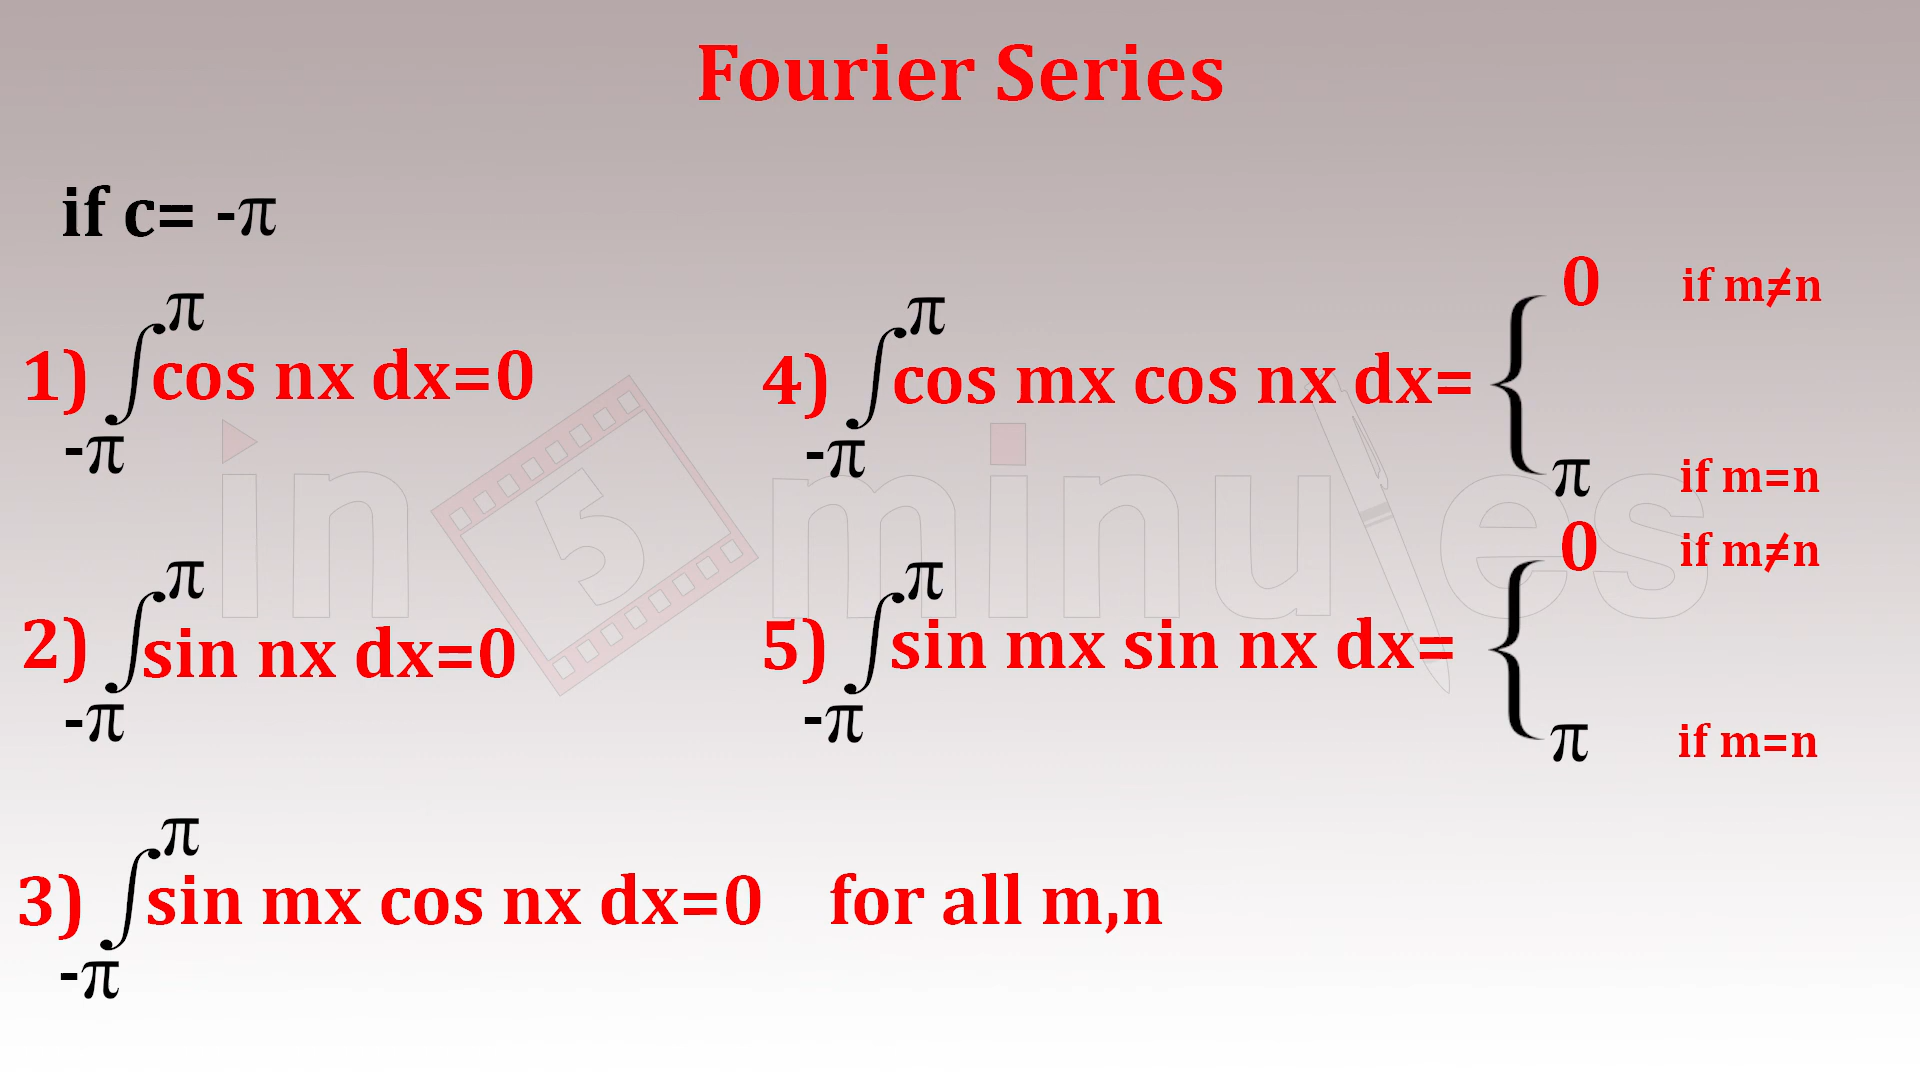 Fourier Series
if c= -π
1) ∫_{-π}^{π} cos nx dx=0
2) ∫_{-π}^{π} sin nx dx=0
3) ∫_{-π}^{π} sin mx cos nx dx=0 for all m,n
4) ∫_{-π}^{π} cos mx cos nx dx= { 0 if m≠n
π if m=n
5) ∫_{-π}^{π} sin mx sin nx dx= { 0 if m≠n
π if m=n
in 5 minutes